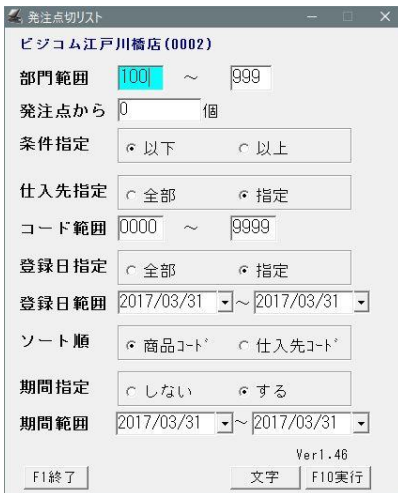 発注点切リスト
ビジコム江戸川橋店(0002)
部門範囲 100 ～ 999
発注点から 0 個
条件指定 以下 以上
仕入先指定 全部 指定
コード範囲 0000 ～ 9999
登録日指定 全部 指定
登録日範囲 2017/03/31 ～ 2017/03/31
ソート順 商品ｺｰﾄﾞ 仕入先ｺｰﾄﾞ
期間指定 しない する
期間範囲 2017/03/31 ～ 2017/03/31
Ver1.46
F1終了 文字 F10実行